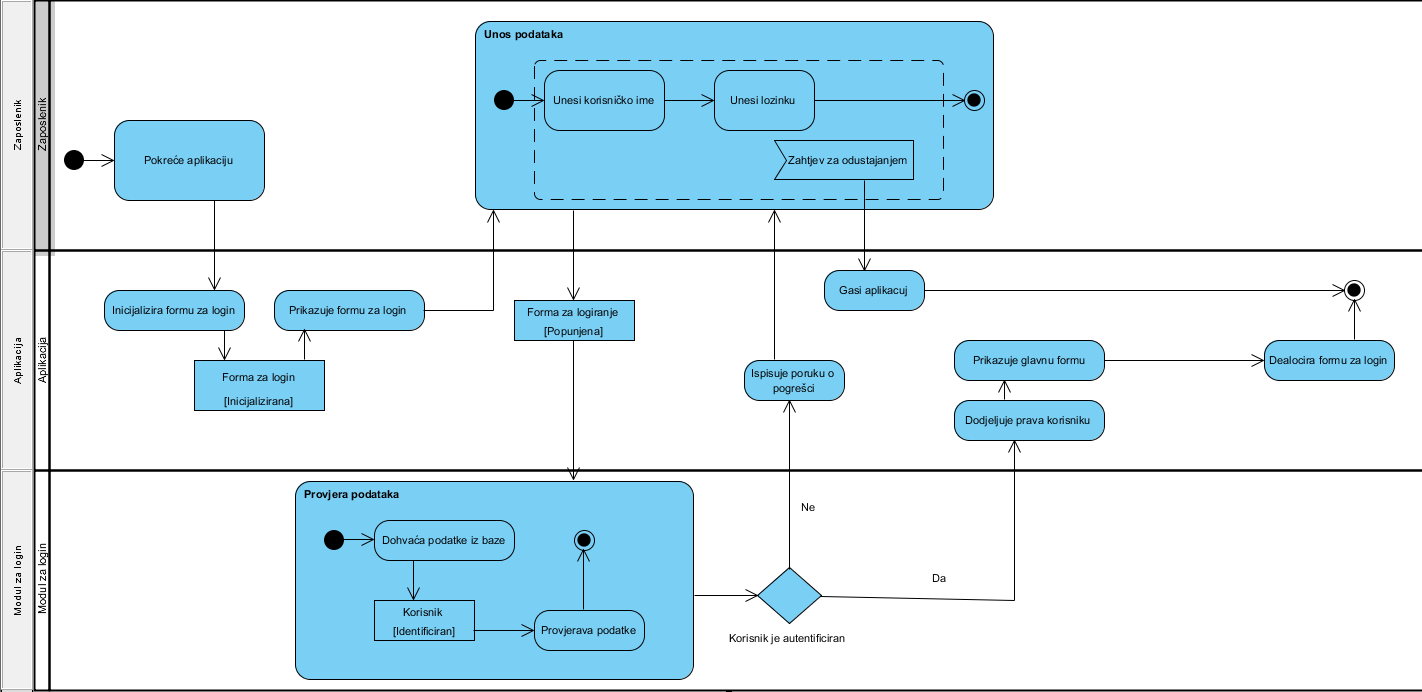 Zaposlenik
Zaposlenik
Unos podataka
Unesi korisničko ime
Unesi lozinku
Zahtjev za odustajanjem
Pokreće aplikaciju
Aplikacija
Aplikacija
Inicijalizira formu za login
Prikazuje formu za login
Forma za login
[Inicijalizirana]
Forma za logiranje
[Popunjena]
Gasi aplikacuj
Ispisuje poruku o
pogrešci
Prikazuje glavnu formu
Dealocira formu za login
Dodjeljuje prava korisniku
Modul za login
Modul za login
Provjera podataka
Dohvaća podatke iz baze
Korisnik
[Identificiran]
Provjerava podatke
Ne
Da
Korisnik je autentificiran